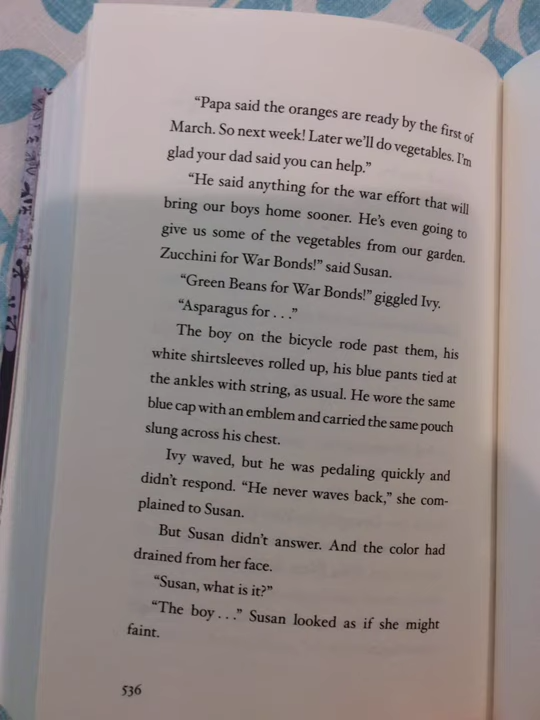 “Papa said the oranges are ready by the first of
March. So next week! Later we’ll do vegetables. I’m
glad your dad said you can help.”
“He said anything for the war effort that will
bring our boys home sooner. He’s even going to
give us some of the vegetables from our garden.
Zucchini for War Bonds!” said Susan.
“Green Beans for War Bonds!” giggled Ivy.
“Asparagus for . . .”
The boy on the bicycle rode past them, his
white shirtsleeves rolled up, his blue pants tied at
the ankles with string, as usual. He wore the same
blue cap with an emblem and carried the same pouch
slung across his chest.
Ivy waved, but he was pedaling quickly and
didn’t respond. “He never waves back,” she com-
plained to Susan.
But Susan didn’t answer. And the color had
drained from her face.
“Susan, what is it?”
“The boy . . .” Susan looked as if she might
faint.
536